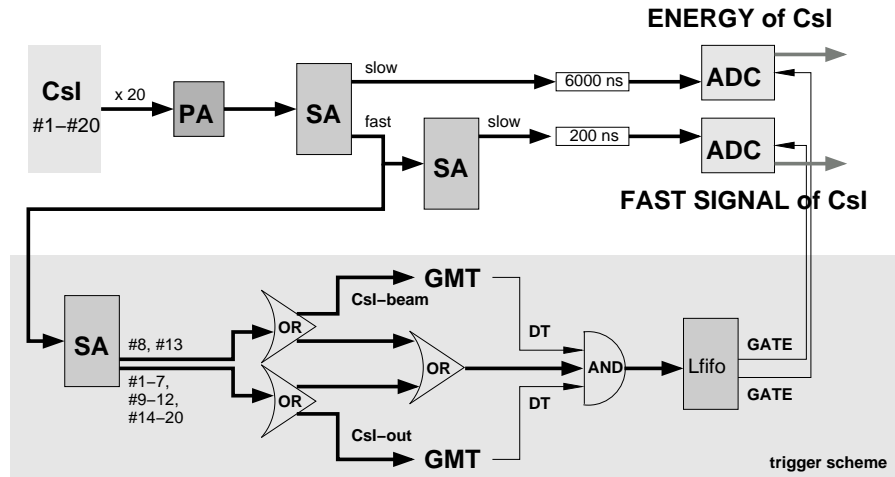 ENERGY of CsI
CsI
#1–#20
x 20
PA
SA
slow
6000 ns
ADC
fast
SA
slow
200 ns
ADC
FAST SIGNAL of CsI
SA
#8, #13
#1–7,
#9–12,
#14–20
OR
CsI–beam
GMT
DT
OR
OR
CsI–out
GMT
DT
AND
Lfifo
GATE
GATE
trigger scheme